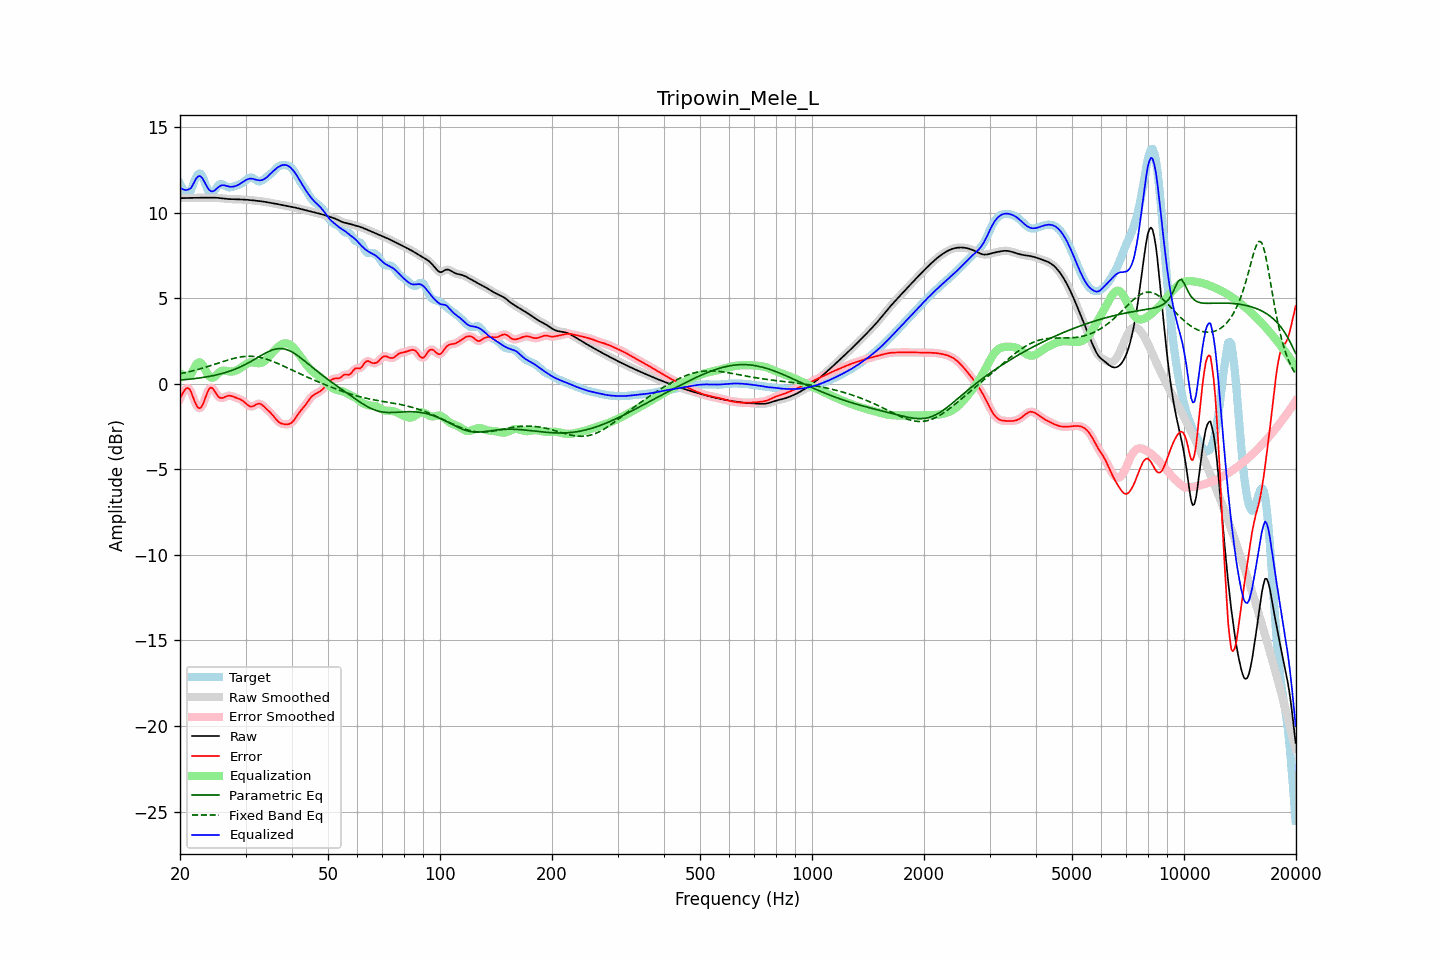 Tripowin_Mele_L
Amplitude (dBr)
15
10
5
0
−5
−10
−15
−20
−25
Target
Raw Smoothed
Error Smoothed
Raw
Error
Equalization
Parametric Eq
Fixed Band Eq
Equalized
20 50 100 200 500 1000 2000 5000 10000 20000
Frequency (Hz)